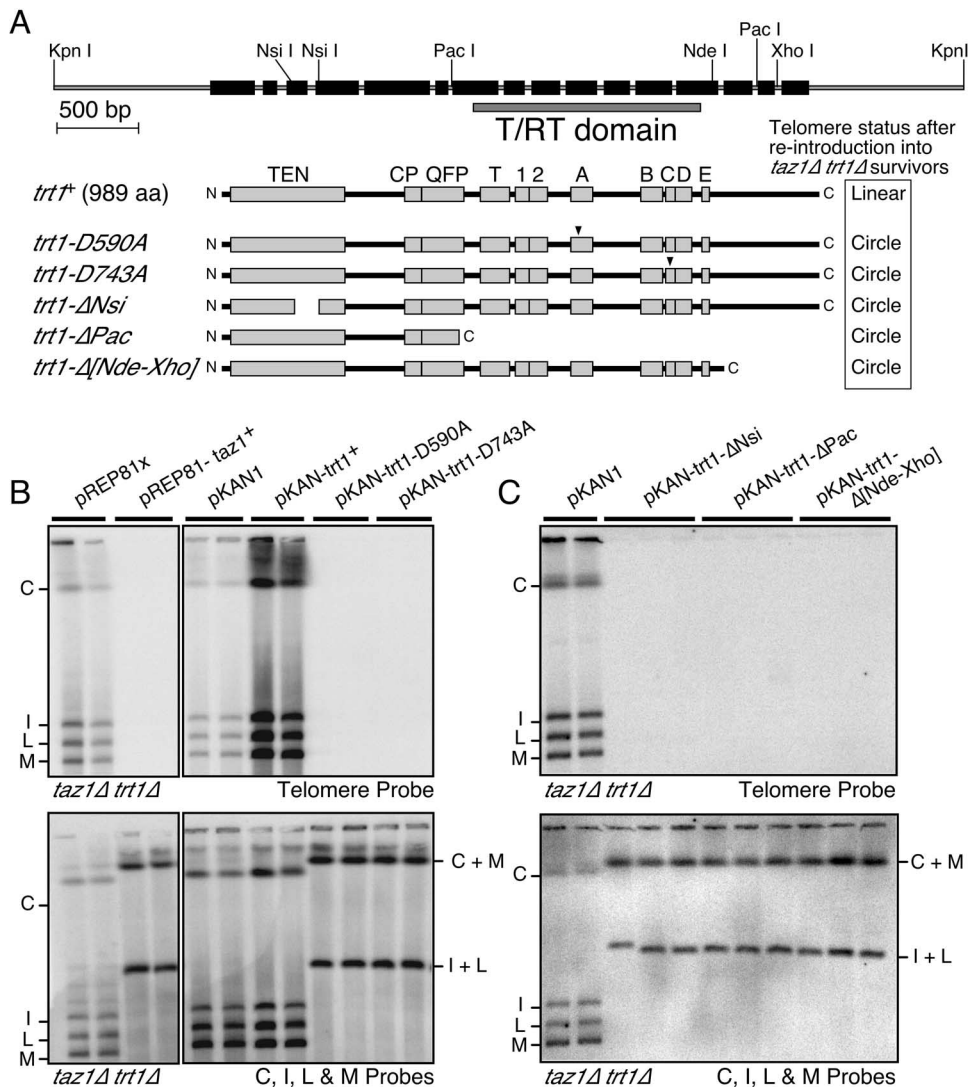 A
Kpn I
Nsi I
Nsi I
Pac I
Nde I
Pac I
Xho I
KpnI
500 bp
T/RT domain
Telomere status after
re-introduction into
taz1Δ trt1Δ survivors
TEN
CP
QFP
T
1 2
A
B
C
D
E
trt1+ (989 aa)
N
C
Linear
trt1-D590A
N
C
Circle
trt1-D743A
N
C
Circle
trt1-ΔNsi
N
C
Circle
trt1-ΔPac
N
C
Circle
trt1-Δ[Nde-Xho]
N
C
Circle
B
pREP81x
pREP81- taz1+
pKAN1
pKAN-trt1+
pKAN-trt1-D590A
pKAN-trt1-D743A
C
I
L
M
taz1Δ trt1Δ
Telomere Probe
C
I
L
M
C + M
I + L
taz1Δ trt1Δ
C, I, L & M Probes
C
pKAN1
pKAN-trt1-ΔNsi
pKAN-trt1-ΔPac
pKAN-trt1-
Δ[Nde-Xho]
C
I
L
M
taz1Δ trt1Δ
Telomere Probe
C
I
L
M
C + M
I + L
taz1Δ trt1Δ
C, I, L & M Probes